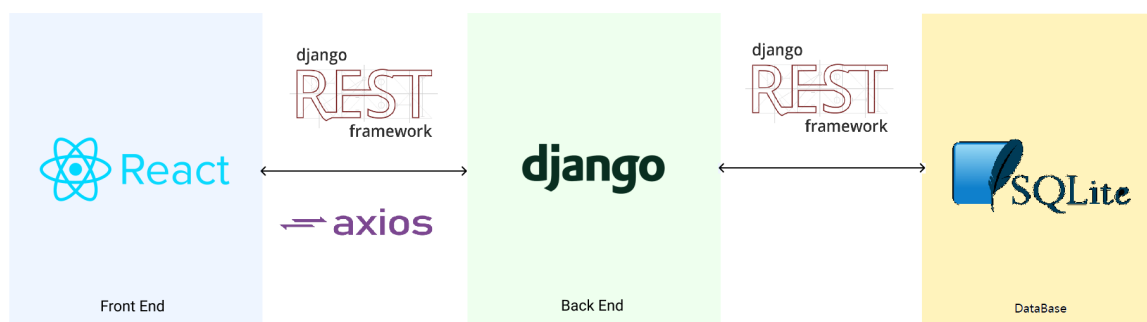 django
REST
framework
React
axios
Front End
django
Back End
django
REST
framework
SQLite
DataBase